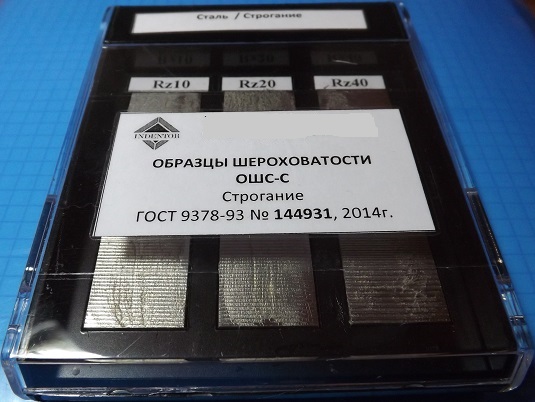 Сталь / Строгание
Rz10 Rz20 Rz40
INDENTOR
ОБРАЗЦЫ ШЕРОХОВАТОСТИ
ОШС-С
Строгание
ГОСТ 9378-93 № 144931, 2014г.